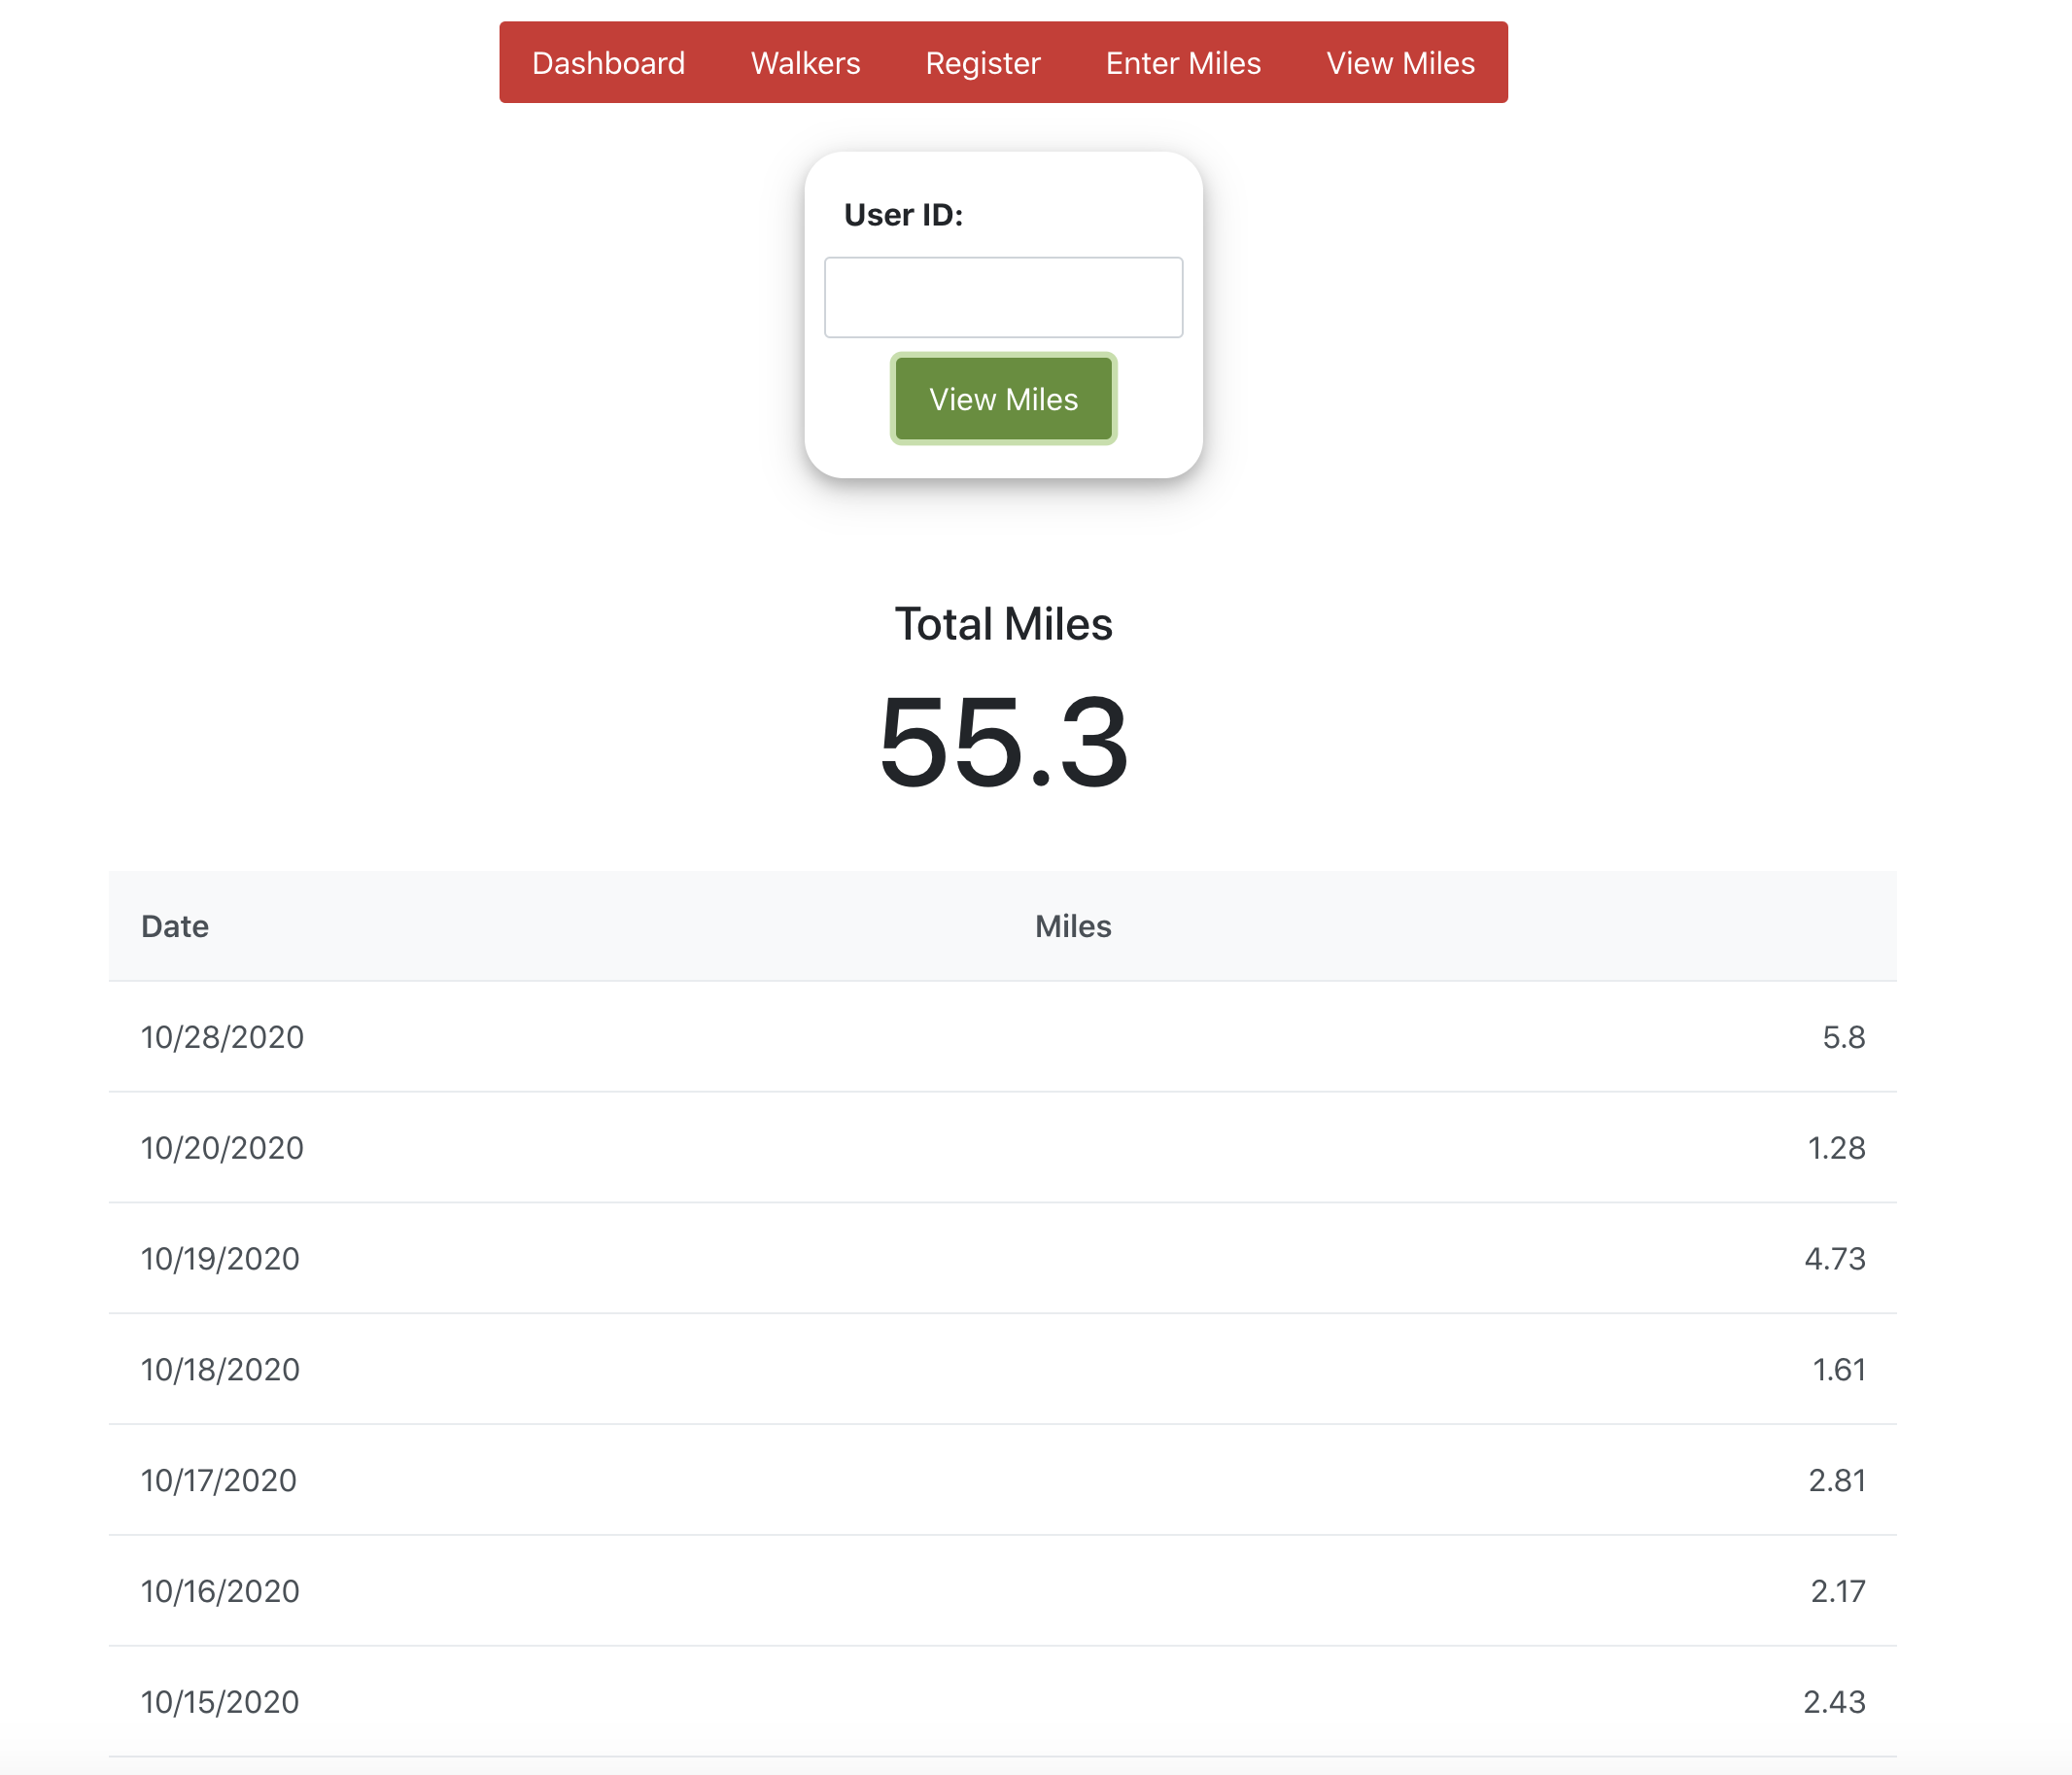 Dashboard Walkers Register Enter Miles View Miles
User ID:
View Miles
Total Miles
55.3
Date Miles
10/28/2020 5.8
10/20/2020 1.28
10/19/2020 4.73
10/18/2020 1.61
10/17/2020 2.81
10/16/2020 2.17
10/15/2020 2.43